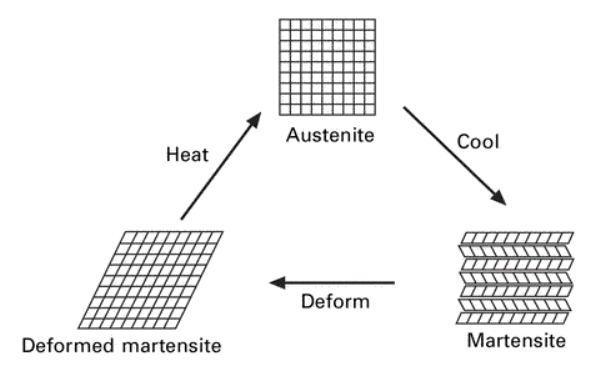 Austenite
Heat
Cool
Deform
Deformed martensite
Martensite